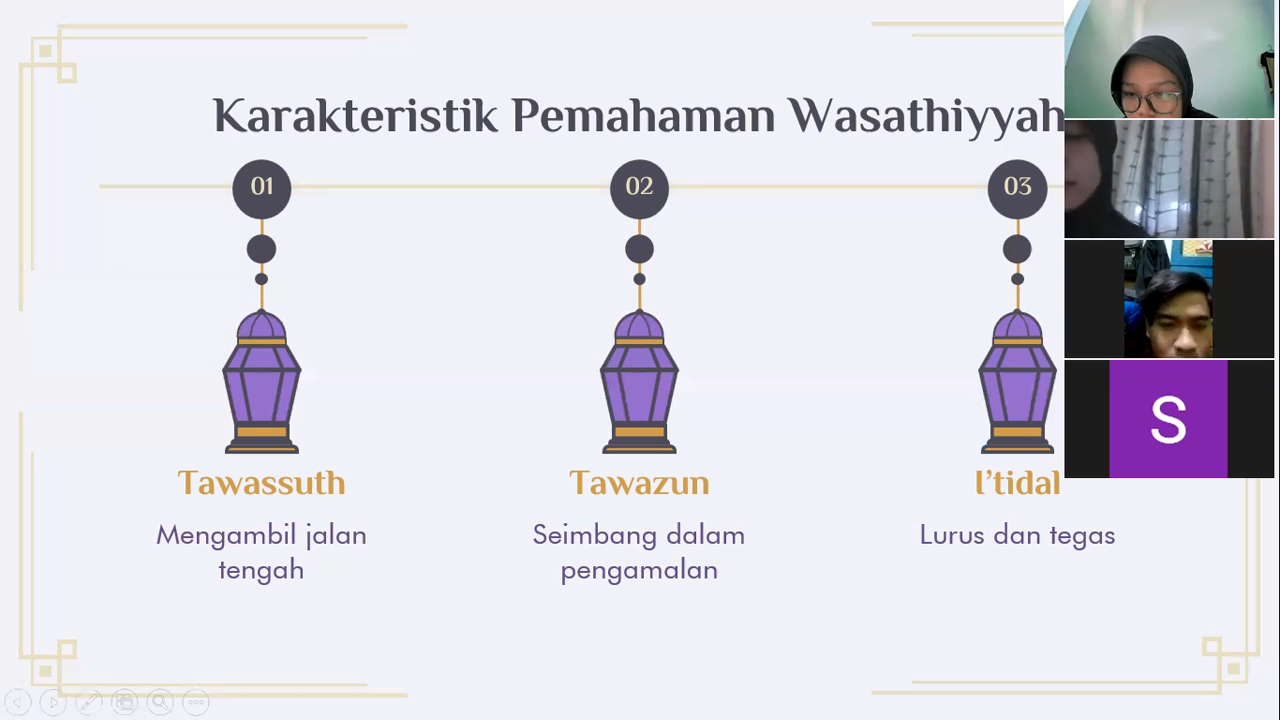 Karakteristik Pemahaman Wasathiyyah
01
02
03
Tawassuth
Tawazun
I'tidal
Mengambil jalan
tengah
Seimbang dalam
pengamalan
Lurus dan tegas
S